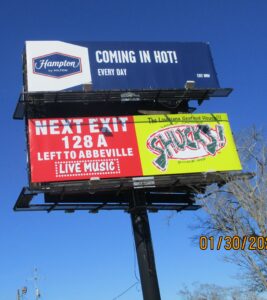 Hampton
by HILTON
COMING IN HOT!
EVERY DAY
NEXT EXIT
128 A
LEFT TO ABBEVILLE
LIVE MUSIC
The Louisiana Seafood House
SHUCKS!
01/30/20